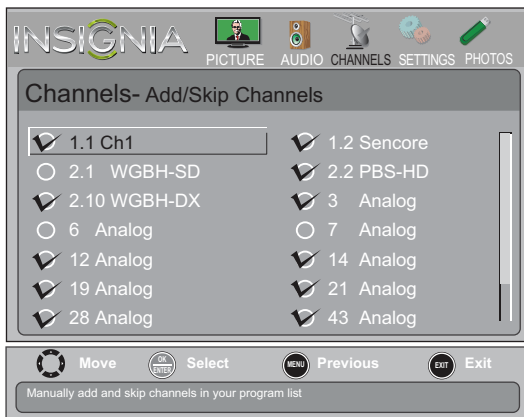 INSIGNIA
PICTURE AUDIO CHANNELS SETTINGS PHOTOS
Channels- Add/Skip Channels
1.1 Ch1 1.2 Sencore
2.1 WGBH-SD 2.2 PBS-HD
2.10 WGBH-DX 3 Analog
6 Analog 7 Analog
12 Analog 14 Analog
19 Analog 21 Analog
28 Analog 43 Analog
Move OK ENTER Select MENU Previous EXIT Exit
Manually add and skip channels in your program list